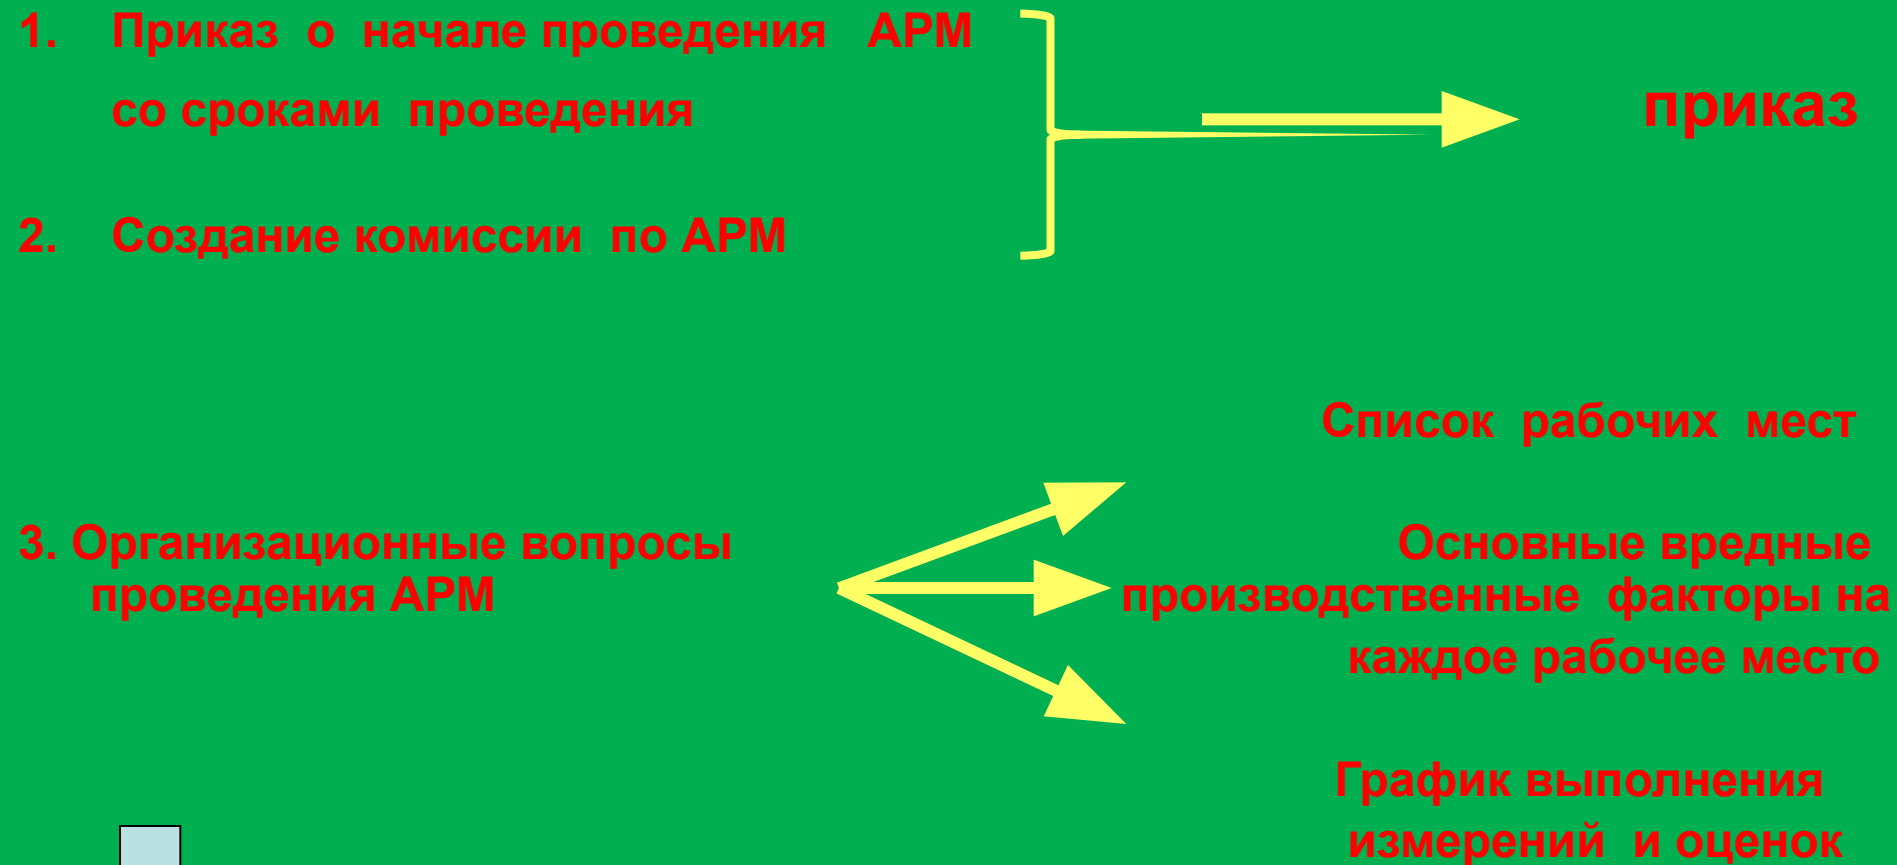 1. Приказ о начале проведения АРМ
со сроками проведения
приказ
2. Создание комиссии по АРМ
Список рабочих мест
3. Организационные вопросы
проведения АРМ
Основные вредные
производственные факторы на
каждое рабочее место
График выполнения
измерений и оценок